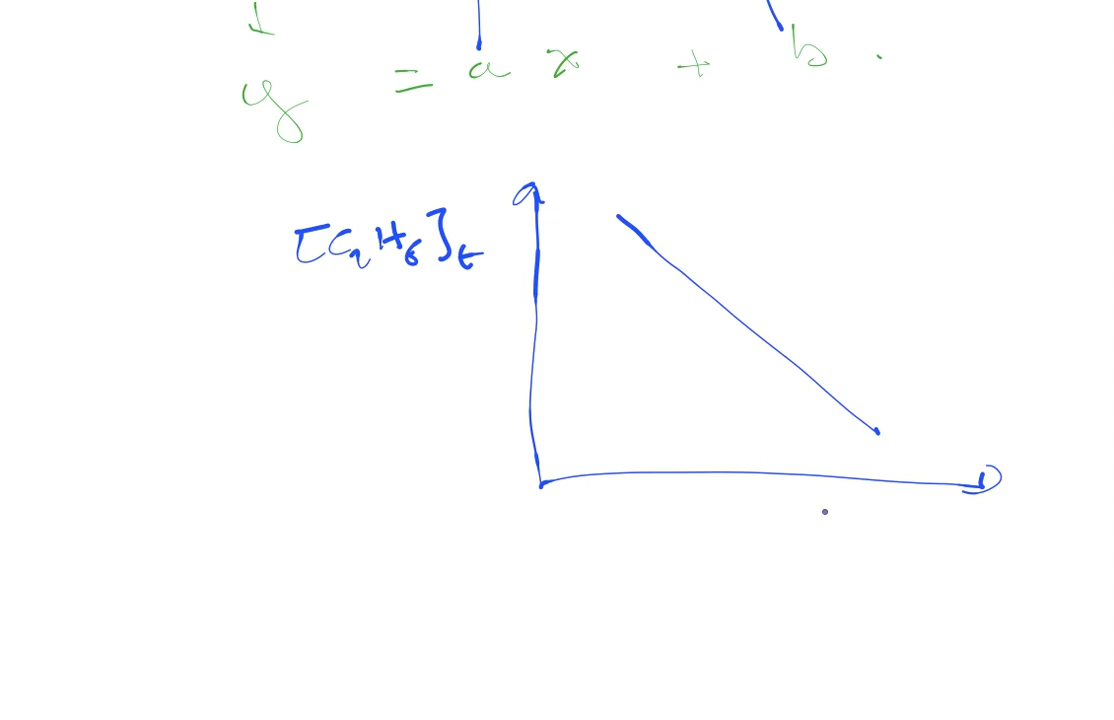 y = a x + b .
[C₂H₆]t